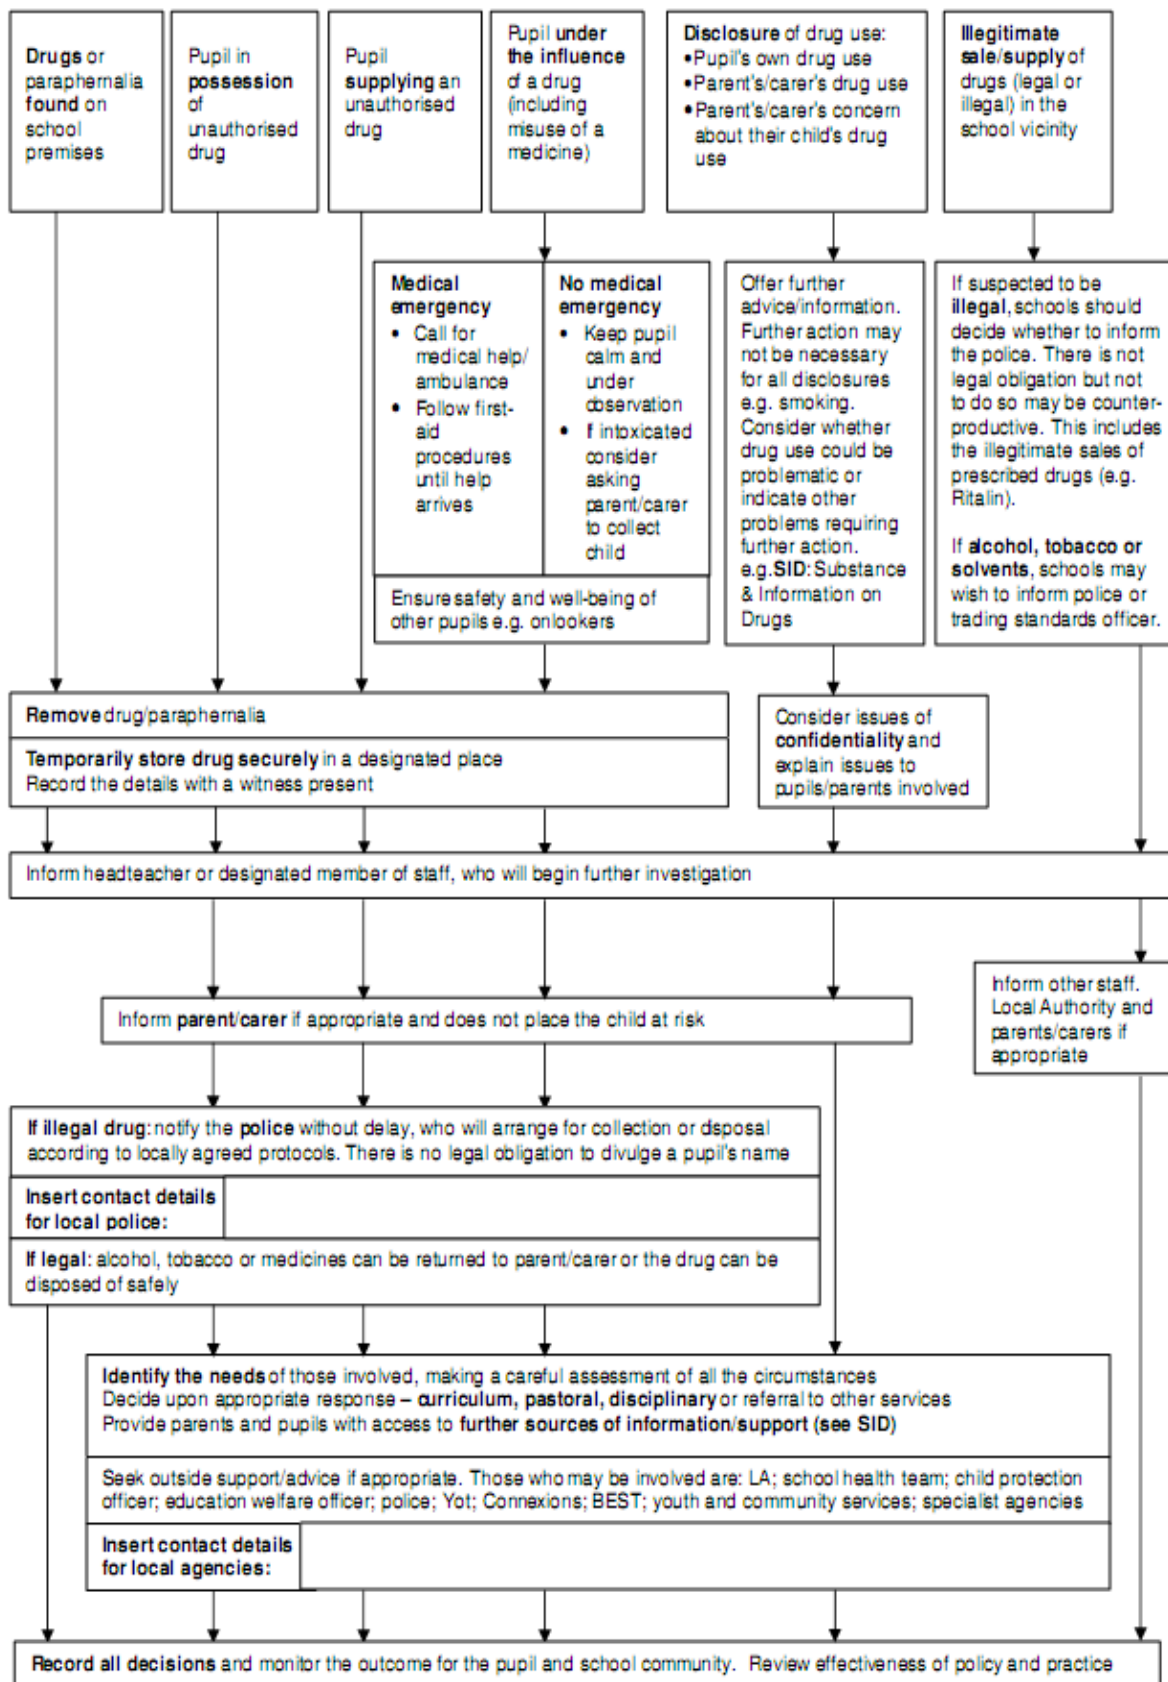 Drugs or
paraphernalia
found on
school
premises
Pupil in
possession
of
unauthorised
drug
Pupil
supplying an
unauthorised
drug
Pupil under
the influence
of a drug
(including
misuse of a
medicine)
Disclosure of drug use:
•Pupil's own drug use
•Parent's/carer's drug use
•Parent's/carer's concern
about their child's drug
use
Illegitimate
sale/supply of
drugs (legal or
illegal) in the
school vicinity
Medical
emergency
• Call for
medical help/
ambulance
• Follow first-
aid
procedures
until help
arrives
No medical
emergency
• Keep pupil
calm and
under
observation
• If intoxicated
consider
asking
parent/carer
to collect
child
Ensure safety and well-being of
other pupils e.g. onlookers
Offer further
advice/information.
Further action may
not be necessary
for all disclosures
e.g. smoking.
Consider whether
drug use could be
problematic or
indicate other
problems requiring
further action.
e.g.SID: Substance
& Information on
Drugs
If suspected to be
illegal, schools should
decide whether to inform
the police. There is not
legal obligation but not
to do so may be counter-
productive. This includes
the illegitimate sales of
prescribed drugs (e.g.
Ritalin).
If alcohol, tobacco or
solvents, schools may
wish to inform police or
trading standards officer.
Remove drug/paraphernalia
Temporarily store drug securely in a designated place
Record the details with a witness present
Consider issues of
confidentiality and
explain issues to
pupils/parents involved
Inform headteacher or designated member of staff, who will begin further investigation
Inform other staff.
Local Authority and
parents/carers if
appropriate
Inform parent/carer if appropriate and does not place the child at risk
If illegal drug: notify the police without delay, who will arrange for collection or disposal
according to locally agreed protocols. There is no legal obligation to divulge a pupil's name
Insert contact details
for local police:
If legal: alcohol, tobacco or medicines can be returned to parent/carer or the drug can be
disposed of safely
Identify the needs of those involved, making a careful assessment of all the circumstances
Decide upon appropriate response – curriculum, pastoral, disciplinary or referral to other services
Provide parents and pupils with access to further sources of information/support (see SID)
Seek outside support/advice if appropriate. Those who may be involved are: LA; school health team; child protection
officer; education welfare officer; police; Yot; Connexions; BEST; youth and community services; specialist agencies
Insert contact details
for local agencies:
Record all decisions and monitor the outcome for the pupil and school community. Review effectiveness of policy and practice